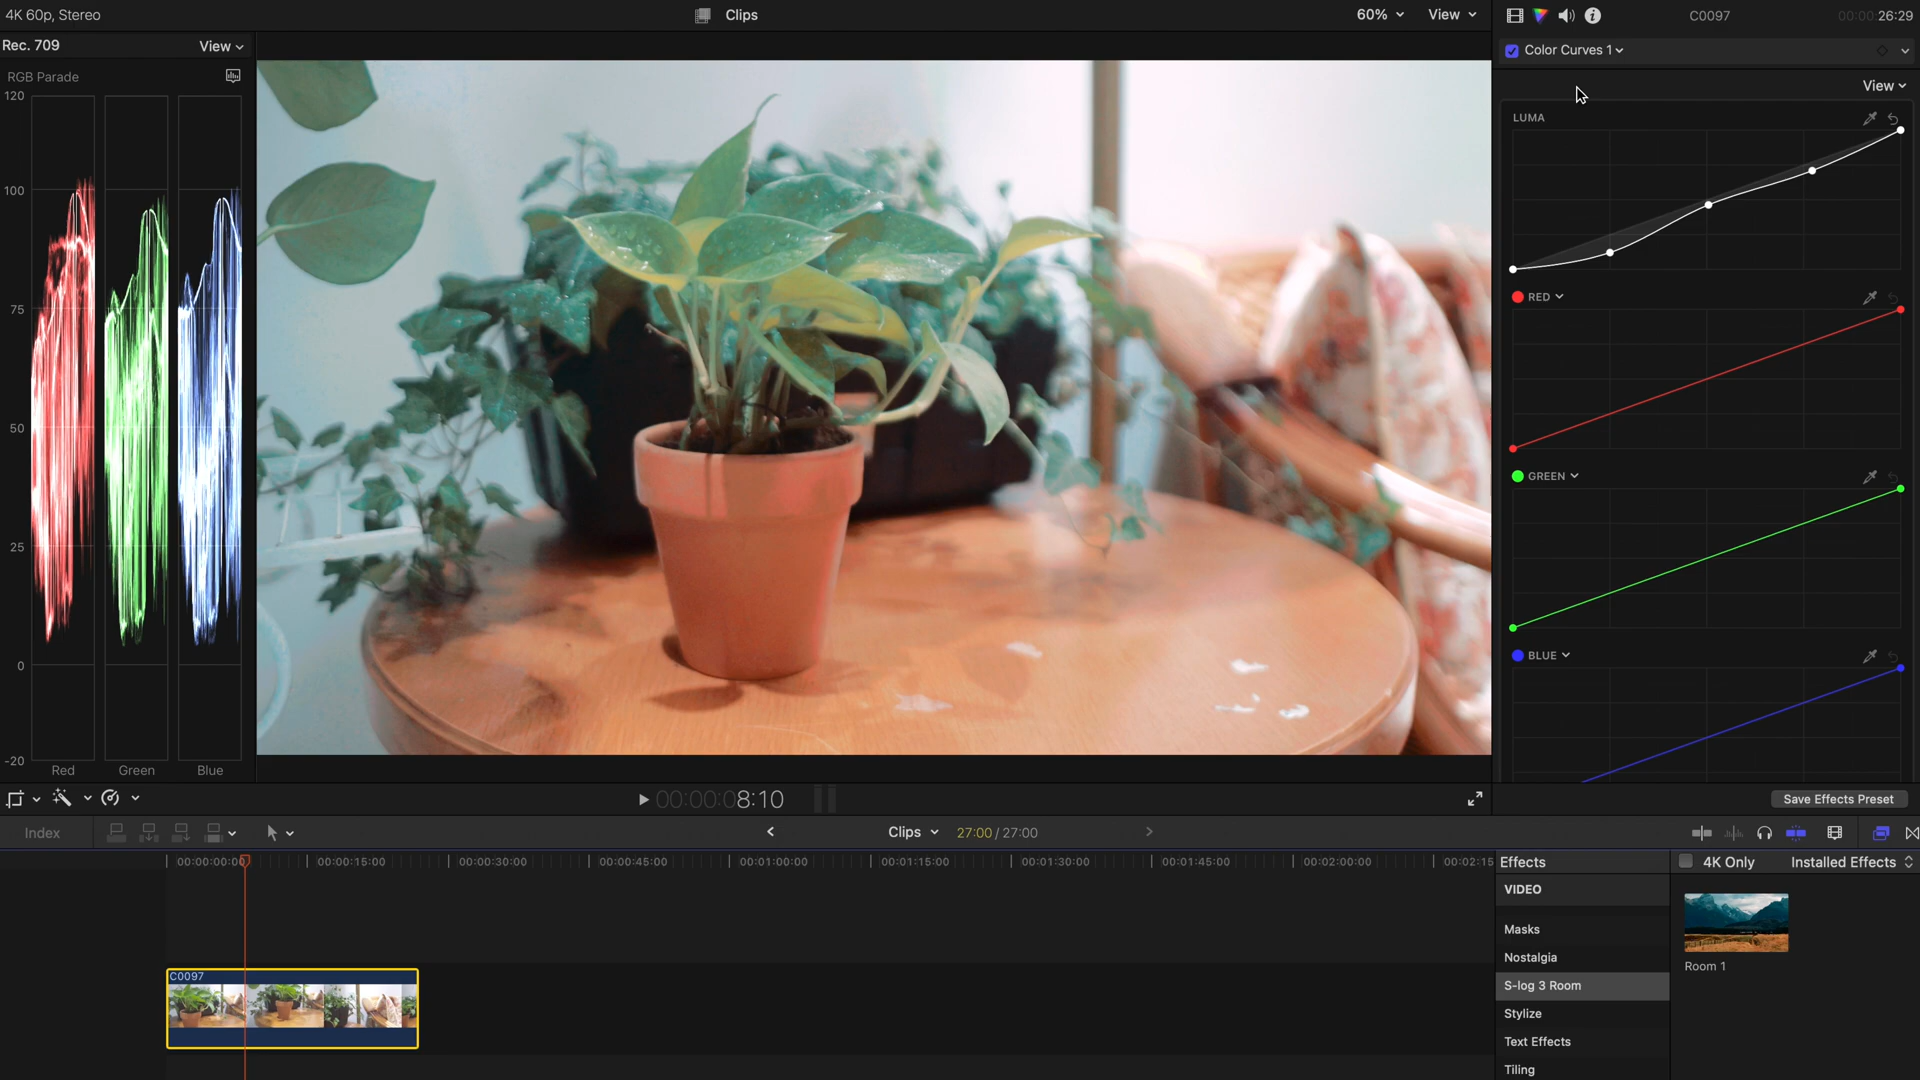 4K 60p, Stereo
Clips
60%
View
C0097
00:00:00:26:29
Rec. 709
View
Color Curves 1
RGB Parade
View
120
100
75
50
25
0
-20
Red
Green
Blue
LUMA
RED
GREEN
BLUE
00:00:00:08:10
Save Effects Preset
Index
Clips
27:00 / 27:00
00:00:00:00
00:00:15:00
00:00:30:00
00:00:45:00
00:01:00:00
00:01:15:00
00:01:30:00
00:01:45:00
00:02:00:00
00:02:15
Effects
4K Only
Installed Effects
VIDEO
Masks
Nostalgia
S-log 3 Room
Stylize
Text Effects
Tiling
Room 1
C0097